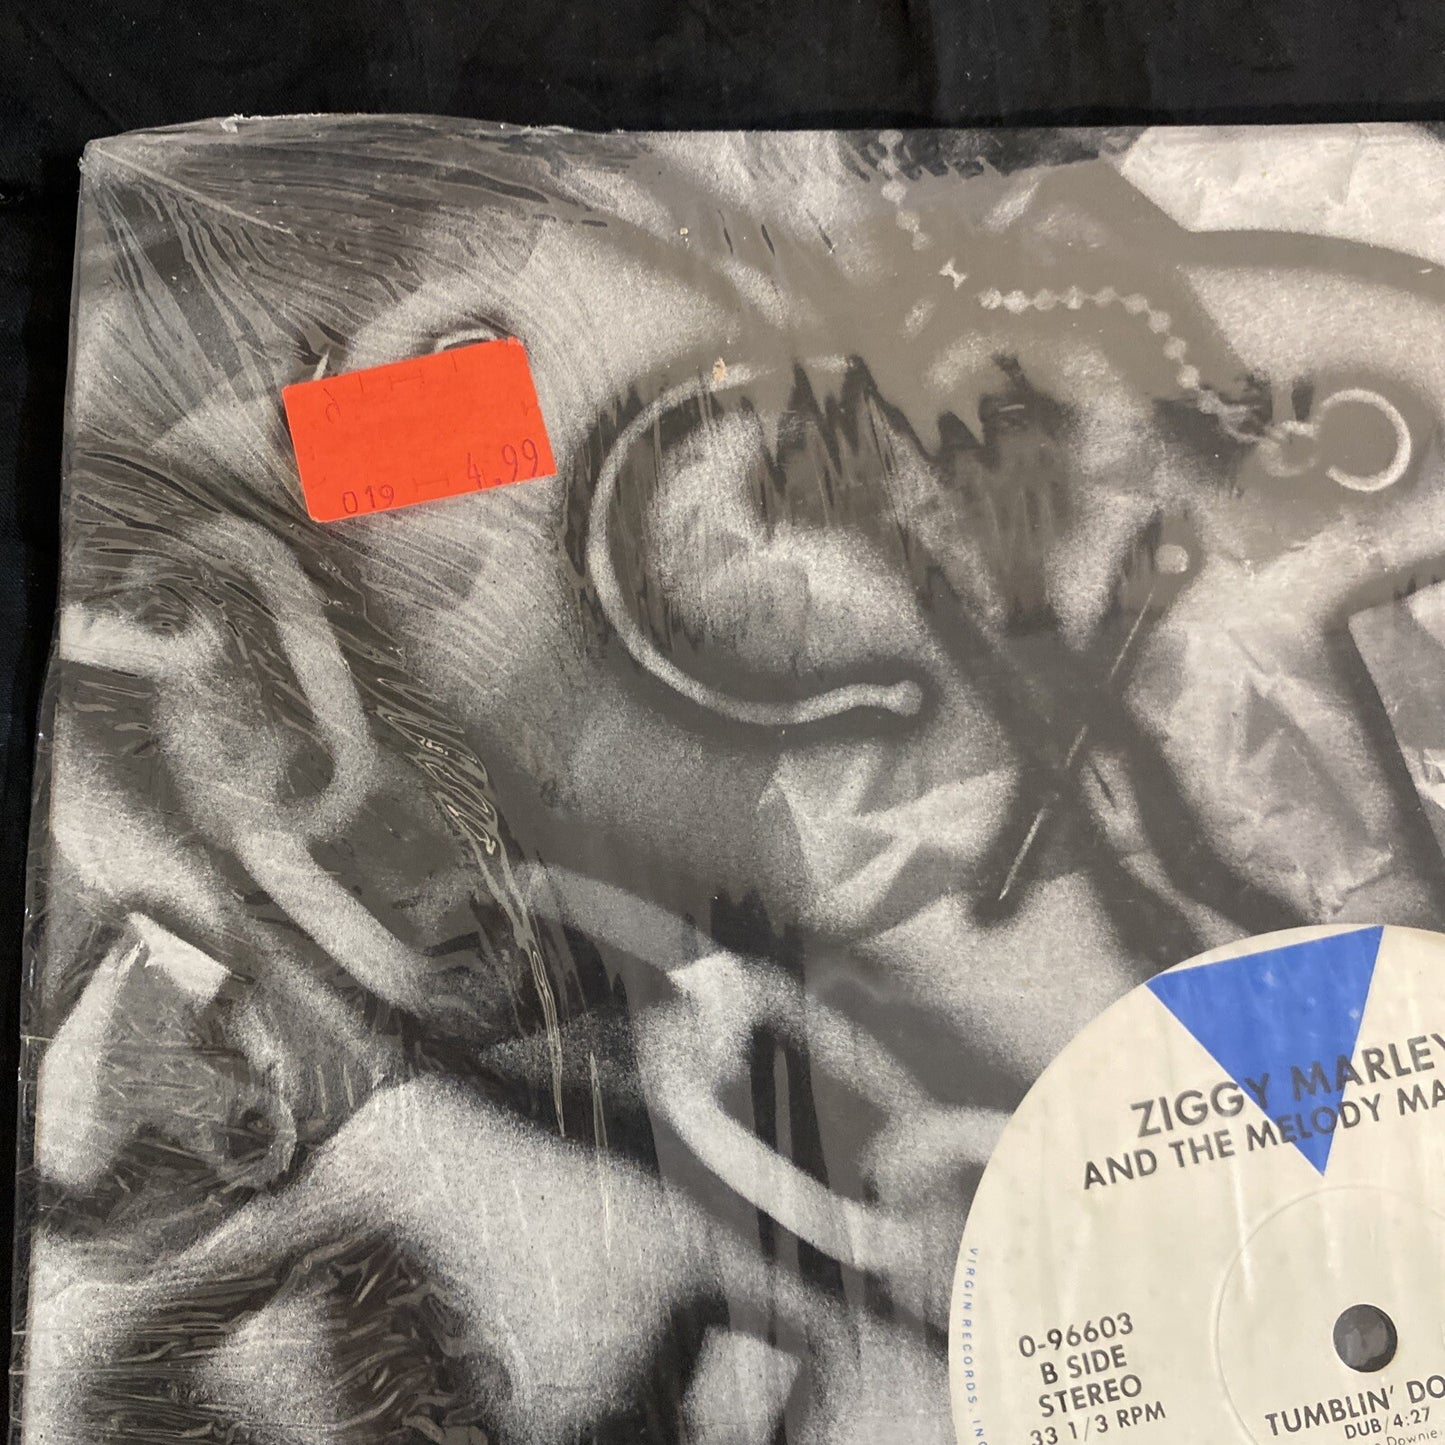 4.99
019
ZIGGY MARLEY
AND THE MELODY MA
VIRGIN RECORDS, INC
0-96603
B SIDE
STEREO
33 1/3 RPM
TUMBLIN' DO
DUB/4:27
Downie